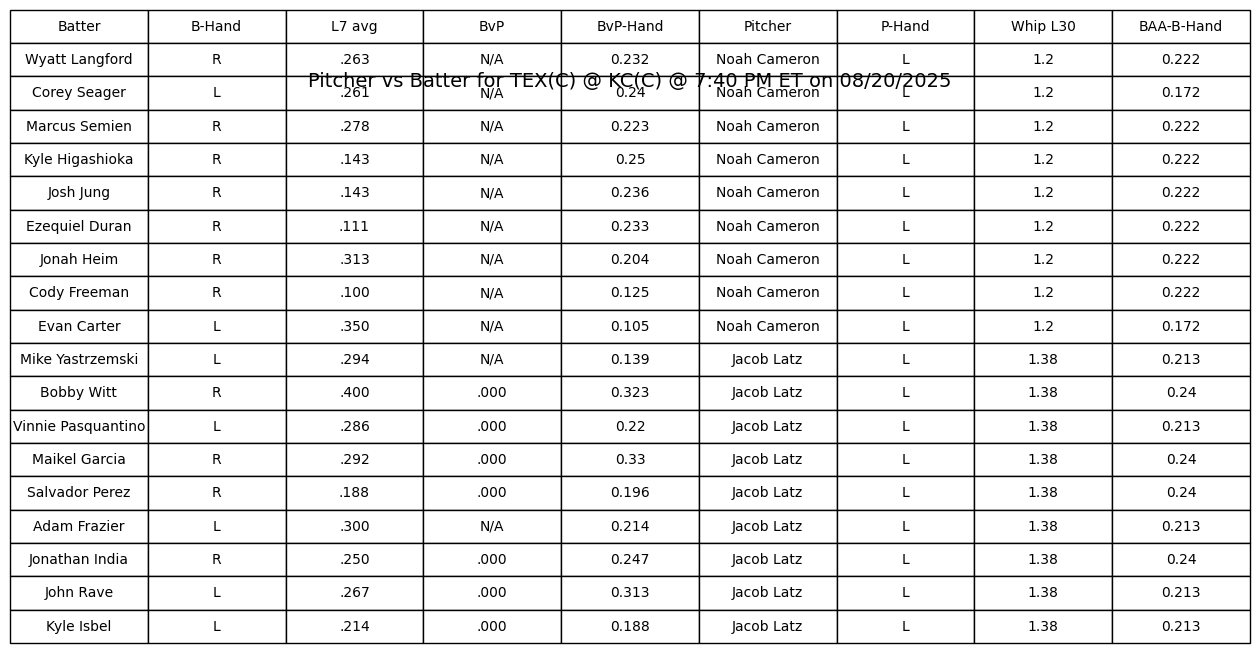 Batter B-Hand L7 avg BvP BvP-Hand Pitcher P-Hand Whip L30 BAA-B-Hand
Wyatt Langford R .263 N/A 0.232 Noah Cameron L 1.2 0.222
Pitcher vs Batter for TEX(C) @ KC(C) @ 7:40 PM ET on 08/20/2025
Corey Seager L .261 N/A 0.24 Noah Cameron L 1.2 0.172
Marcus Semien R .278 N/A 0.223 Noah Cameron L 1.2 0.222
Kyle Higashioka R .143 N/A 0.25 Noah Cameron L 1.2 0.222
Josh Jung R .143 N/A 0.236 Noah Cameron L 1.2 0.222
Ezequiel Duran R .111 N/A 0.233 Noah Cameron L 1.2 0.222
Jonah Heim R .313 N/A 0.204 Noah Cameron L 1.2 0.222
Cody Freeman R .100 N/A 0.125 Noah Cameron L 1.2 0.222
Evan Carter L .350 N/A 0.105 Noah Cameron L 1.2 0.172
Mike Yastrzemski L .294 N/A 0.139 Jacob Latz L 1.38 0.213
Bobby Witt R .400 .000 0.323 Jacob Latz L 1.38 0.24
Vinnie Pasquantino L .286 .000 0.22 Jacob Latz L 1.38 0.213
Maikel Garcia R .292 .000 0.33 Jacob Latz L 1.38 0.24
Salvador Perez R .188 .000 0.196 Jacob Latz L 1.38 0.24
Adam Frazier L .300 N/A 0.214 Jacob Latz L 1.38 0.213
Jonathan India R .250 .000 0.247 Jacob Latz L 1.38 0.24
John Rave L .267 .000 0.313 Jacob Latz L 1.38 0.213
Kyle Isbel L .214 .000 0.188 Jacob Latz L 1.38 0.213